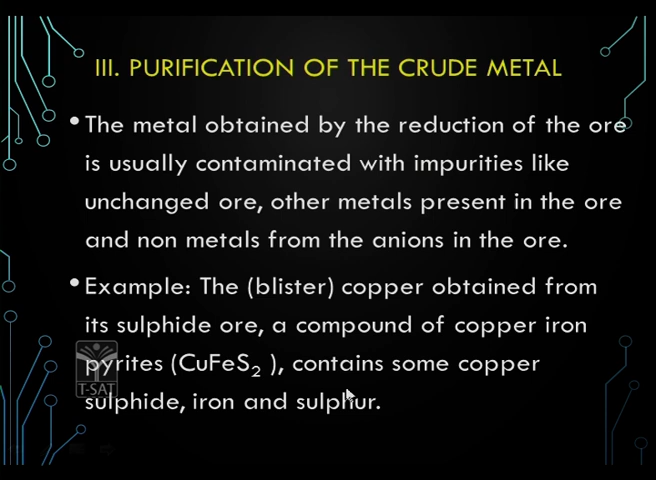 III. PURIFICATION OF THE CRUDE METAL
• The metal obtained by the reduction of the ore
is usually contaminated with impurities like
unchanged ore, other metals present in the ore
and non metals from the anions in the ore.
• Example: The (blister) copper obtained from
its sulphide ore, a compound of copper iron
pyrites (CuFeS₂ ), contains some copper
sulphide, iron and sulphur.
T-SAT